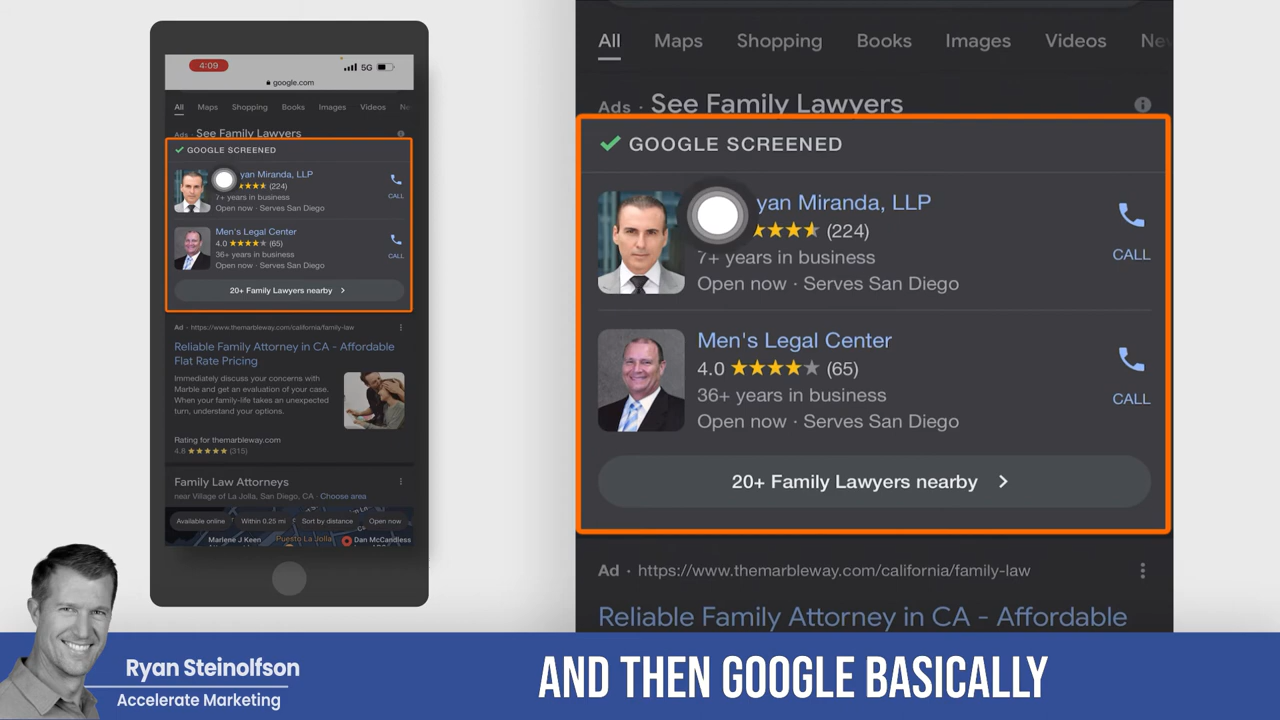 4:09
5G
google.com
All Maps Shopping Books Images Videos Ne
Ads · See Family Lawyers
GOOGLE SCREENED
yan Miranda, LLP
(224)
7+ years in business
Open now · Serves San Diego
CALL
Men's Legal Center
4.0 (65)
36+ years in business
Open now · Serves San Diego
CALL
20+ Family Lawyers nearby
Ad · https://www.themarbleway.com/california/family-law
Reliable Family Attorney in CA - Affordable
Flat Rate Pricing
Immediately discuss your concerns with
Marble and get an evaluation of your case.
When your family-life takes an unexpected
turn, understand your options.
Rating for themarbleway.com
4.8 (315)
Family Law Attorneys
near Village of La Jolla, San Diego, CA · Choose area
Available online Within 0.25 mi Sort by distance Open now
Marlene J Keen Puesto La Jolla Dan McCandless
All Maps Shopping Books Images Videos Nev
Ads · See Family Lawyers
GOOGLE SCREENED
yan Miranda, LLP
(224)
7+ years in business
Open now · Serves San Diego
CALL
Men's Legal Center
4.0 (65)
36+ years in business
Open now · Serves San Diego
CALL
20+ Family Lawyers nearby
Ad · https://www.themarbleway.com/california/family-law
Reliable Family Attorney in CA - Affordable
Ryan Steinolfson
Accelerate Marketing
AND THEN GOOGLE BASICALLY